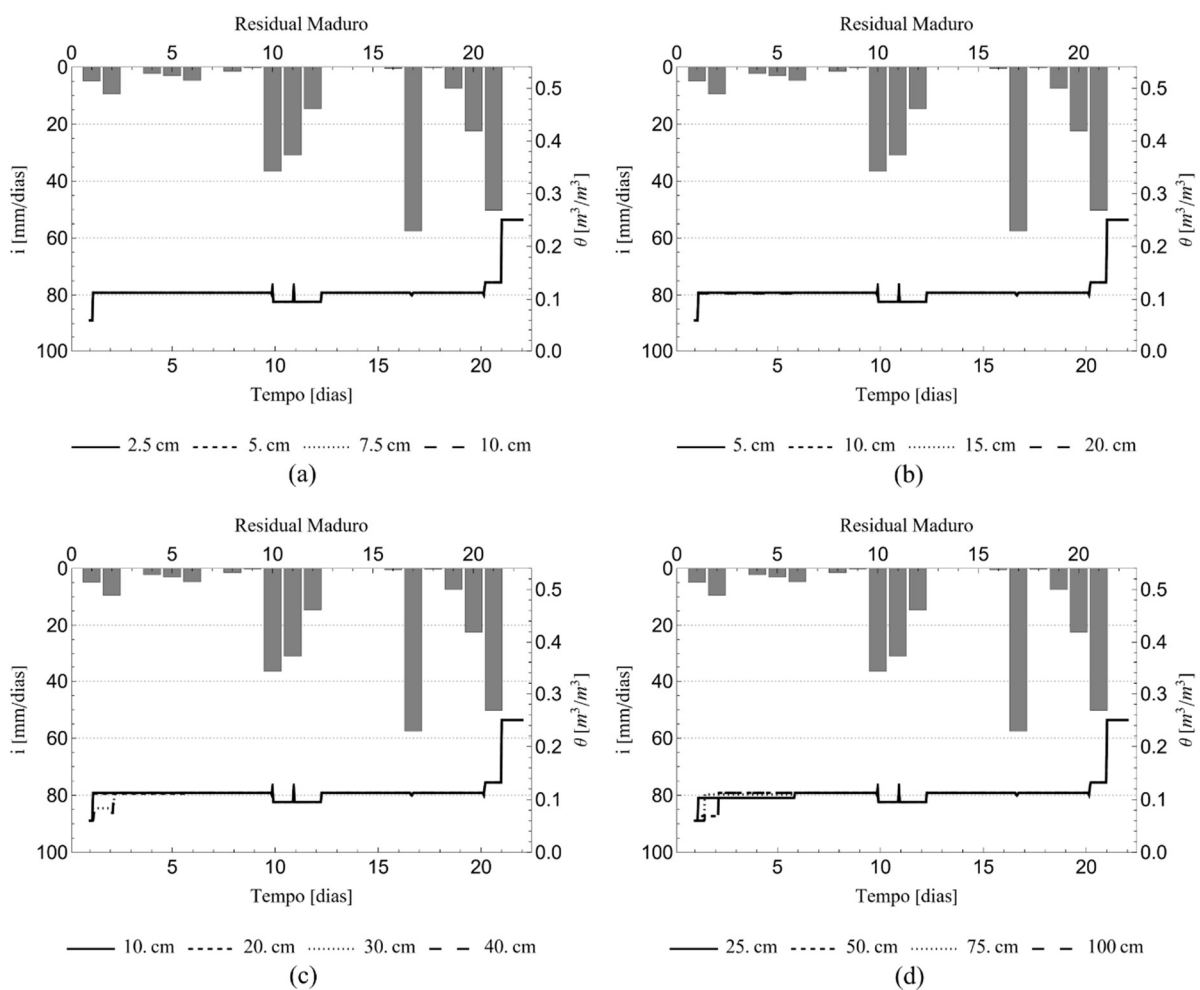 Residual Maduro
0 5 10 15 20
0 20 40 60 80 100
i [mm/dias]
0.5 0.4 0.3 0.2 0.1 0.0
θ [m³/m³]
5 10 15 20
Tempo [dias]
2.5 cm 5. cm 7.5 cm 10. cm
(a)
Residual Maduro
0 5 10 15 20
0 20 40 60 80 100
i [mm/dias]
0.5 0.4 0.3 0.2 0.1 0.0
θ [m³/m³]
5 10 15 20
Tempo [dias]
5. cm 10. cm 15. cm 20. cm
(b)
Residual Maduro
0 5 10 15 20
0 20 40 60 80 100
i [mm/dias]
0.5 0.4 0.3 0.2 0.1 0.0
θ [m³/m³]
5 10 15 20
Tempo [dias]
10. cm 20. cm 30. cm 40. cm
(c)
Residual Maduro
0 5 10 15 20
0 20 40 60 80 100
i [mm/dias]
0.5 0.4 0.3 0.2 0.1 0.0
θ [m³/m³]
5 10 15 20
Tempo [dias]
25. cm 50. cm 75. cm 100 cm
(d)